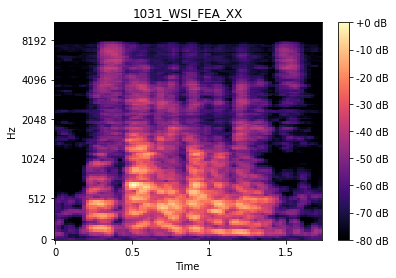 1031_WSI_FEA_XX
+0 dB
8192
-10 dB
4096
-20 dB
-30 dB
2048
Hz
-40 dB
1024
-50 dB
512
-60 dB
-70 dB
0
-80 dB
0
0.5
1
1.5
Time